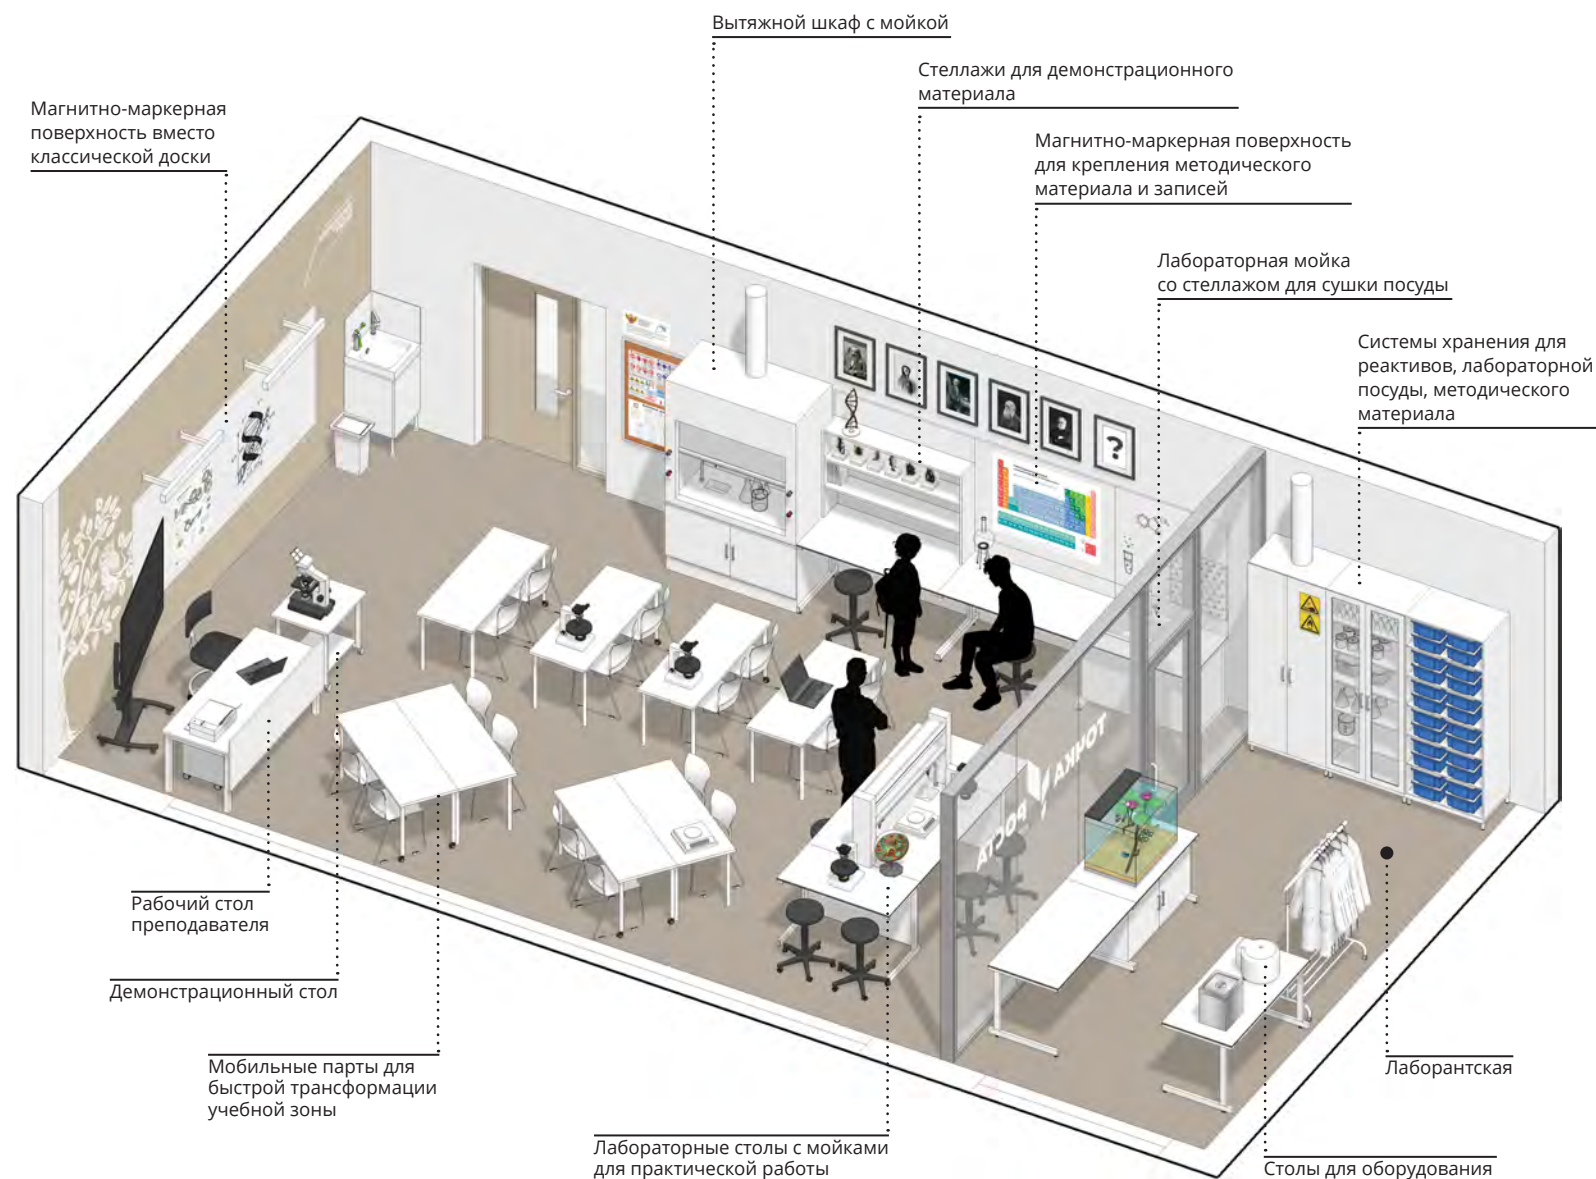 Вытяжной шкаф с мойкой
Стеллажи для демонстрационного
материала
Магнитно-маркерная
поверхность вместо
классической доски
Магнитно-маркерная поверхность
для крепления методического
материала и записей
Лабораторная мойка
со стеллажом для сушки посуды
Системы хранения для
реактивов, лабораторной
посуды, методического
материала
?
ТОЧКА
РОСТА
Рабочий стол
преподавателя
Демонстрационный стол
Мобильные парты для
быстрой трансформации
учебной зоны
Лабораторные столы с мойками
для практической работы
Лаборантская
Столы для оборудования